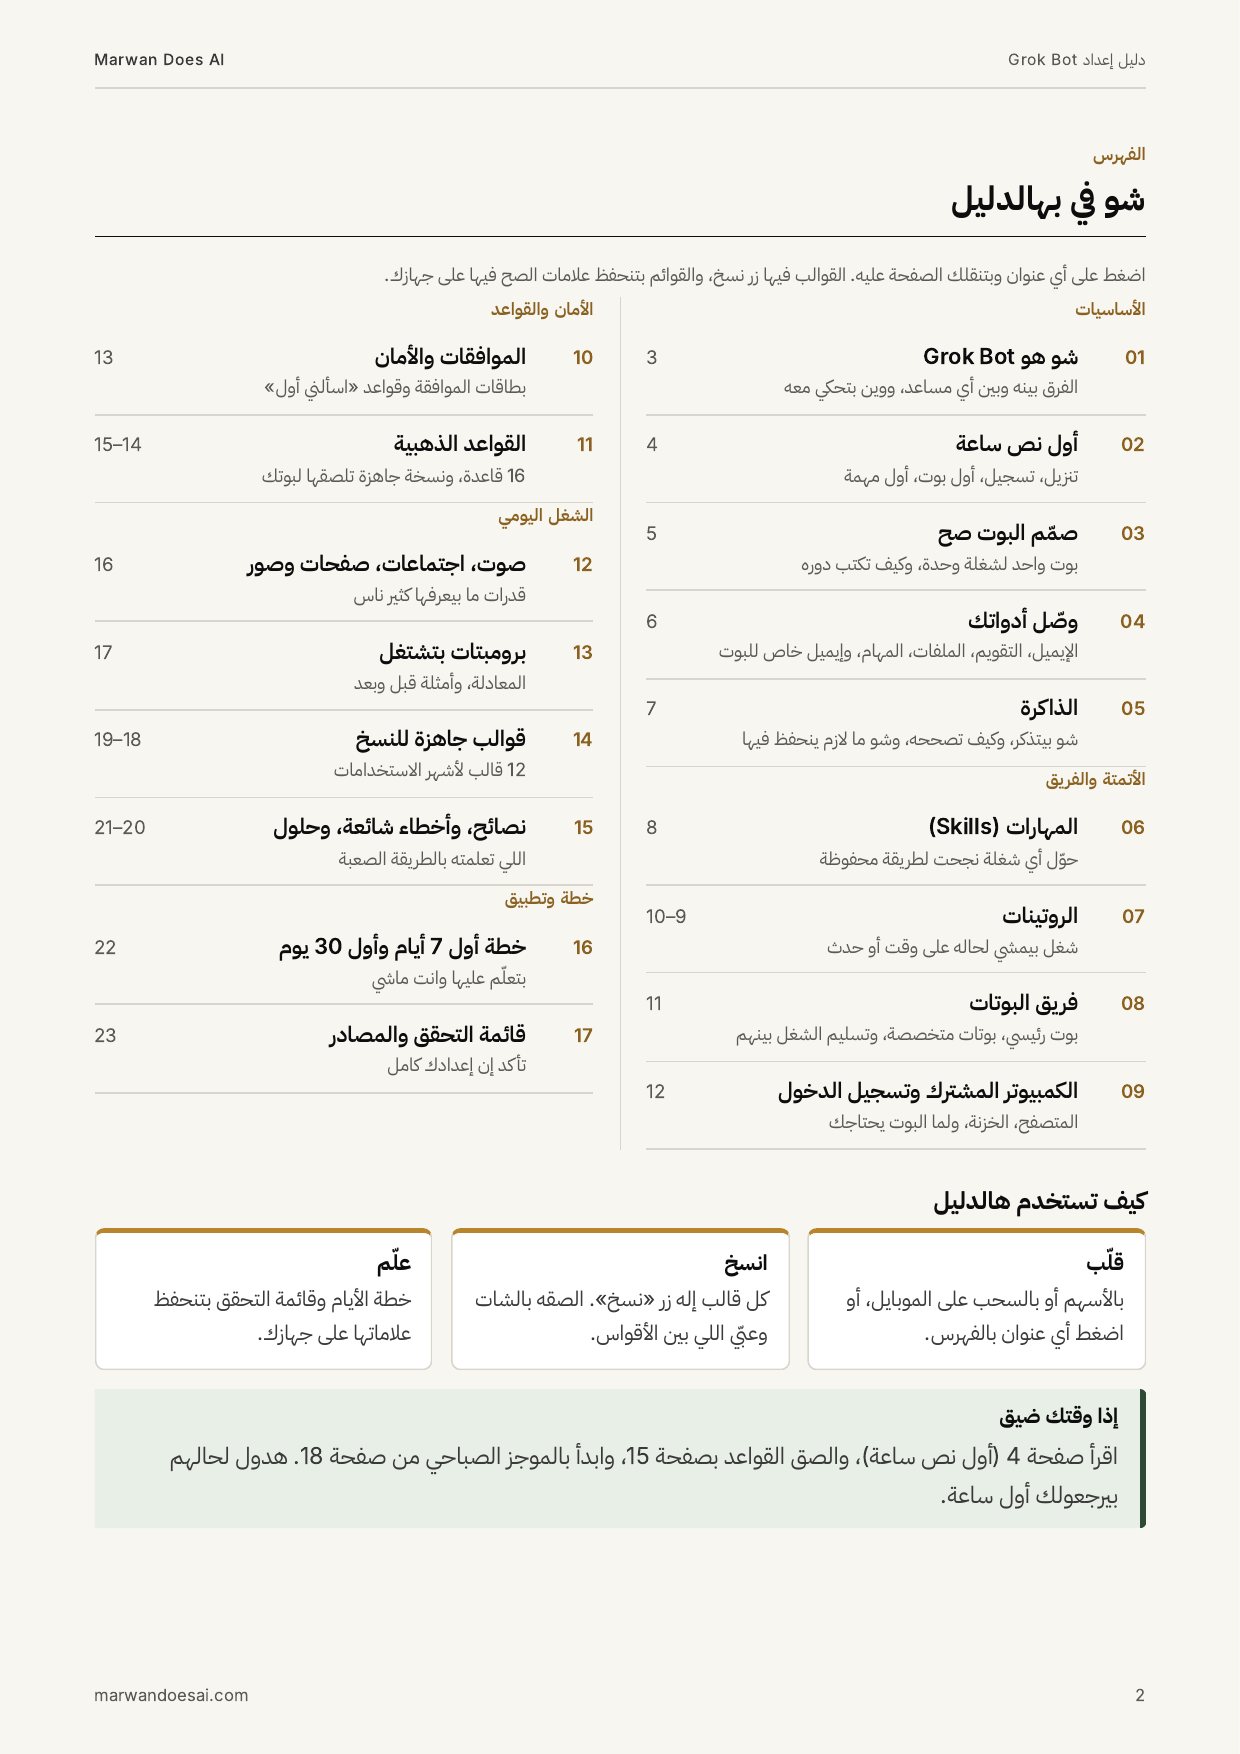 دليل إعداد Grok Bot
Marwan Does AI
الفهرس
شو في بهالدليل
اضغط على أي عنوان وبتنقلك الصفحة عليه. القوالب فيها زر نسخ، والقوائم بتنحفظ علامات الصح فيها على جهازك.
الأساسيات
01 شو هو Grok Bot 3
الفرق بينه وبين أي مساعد، ووين بتحكي معه
02 أول نص ساعة 4
تنزيل، تسجيل، أول بوت، أول مهمة
03 صمّم البوت صح 5
بوت واحد لشغلة وحدة، وكيف تكتب دوره
04 وصّل أدواتك 6
الإيميل، التقويم، الملفات، المهام، وإيميل خاص للبوت
05 الذاكرة 7
شو بيتذكر، وكيف تصححه، وشو ما لازم ينحفظ فيها
الأتمتة والفريق
06 المهارات (Skills) 8
حوّل أي شغلة نجحت لطريقة محفوظة
07 الروتينات 9–10
شغل بيمشي لحاله على وقت أو حدث
08 فريق البوتات 11
بوت رئيسي، بوتات متخصصة، وتسليم الشغل بينهم
09 الكمبيوتر المشترك وتسجيل الدخول 12
المتصفح، الخزنة، ولما البوت يحتاجك
الأمان والقواعد
10 الموافقات والأمان 13
بطاقات الموافقة وقواعد «اسألني أول»
11 القواعد الذهبية 14–15
16 قاعدة، ونسخة جاهزة تلصقها لبوتك
الشغل اليومي
12 صوت، اجتماعات، صفحات وصور 16
قدرات ما بيعرفها كثير ناس
13 برومبتات بتشتغل 17
المعادلة، وأمثلة قبل وبعد
14 قوالب جاهزة للنسخ 18–19
12 قالب لأشهر الاستخدامات
15 نصائح، وأخطاء شائعة، وحلول 20–21
اللي تعلمته بالطريقة الصعبة
خطة وتطبيق
16 خطة أول 7 أيام وأول 30 يوم 22
بتعلّم عليها وانت ماشي
17 قائمة التحقق والمصادر 23
تأكد إن إعدادك كامل
كيف تستخدم هالدليل
قلّب
بالأسهم أو بالسحب على الموبايل، أو
اضغط أي عنوان بالفهرس.
انسخ
كل قالب إله زر «نسخ». الصقه بالشات
وعبّي اللي بين الأقواس.
علّم
خطة الأيام وقائمة التحقق بتنحفظ
علاماتها على جهازك.
إذا وقتك ضيق
اقرأ صفحة 4 (أول نص ساعة)، والصق القواعد بصفحة 15، وابدأ بالموجز الصباحي من صفحة 18. هدول لحالهم
بيرجعولك أول ساعة.
2
marwandoesai.com